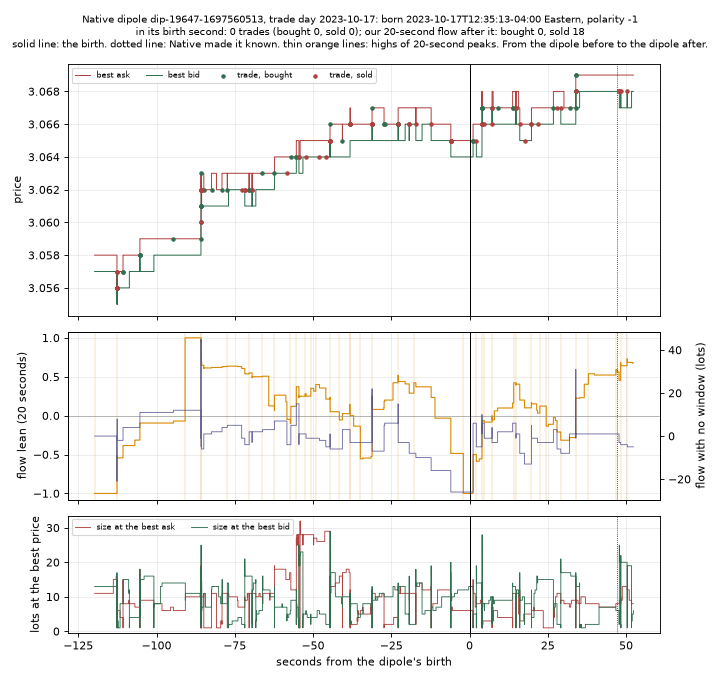 Native dipole dip-19647-1697560513, trade day 2023-10-17: born 2023-10-17T12:35:13-04:00 Eastern, polarity -1
in its birth second: 0 trades (bought 0, sold 0); our 20-second flow after it: bought 0, sold 18
solid line: the birth. dotted line: Native made it known. thin orange lines: highs of 20-second peaks. From the dipole before to the dipole after.
best ask best bid trade, bought trade, sold
3.068
3.066
3.064
3.062
3.060
3.058
3.056
price
1.0
0.5
0.0
−0.5
−1.0
flow lean (20 seconds)
40
20
0
−20
flow with no window (lots)
size at the best ask size at the best bid
30
20
10
0
lots at the best price
−125 −100 −75 −50 −25 0 25 50
seconds from the dipole's birth